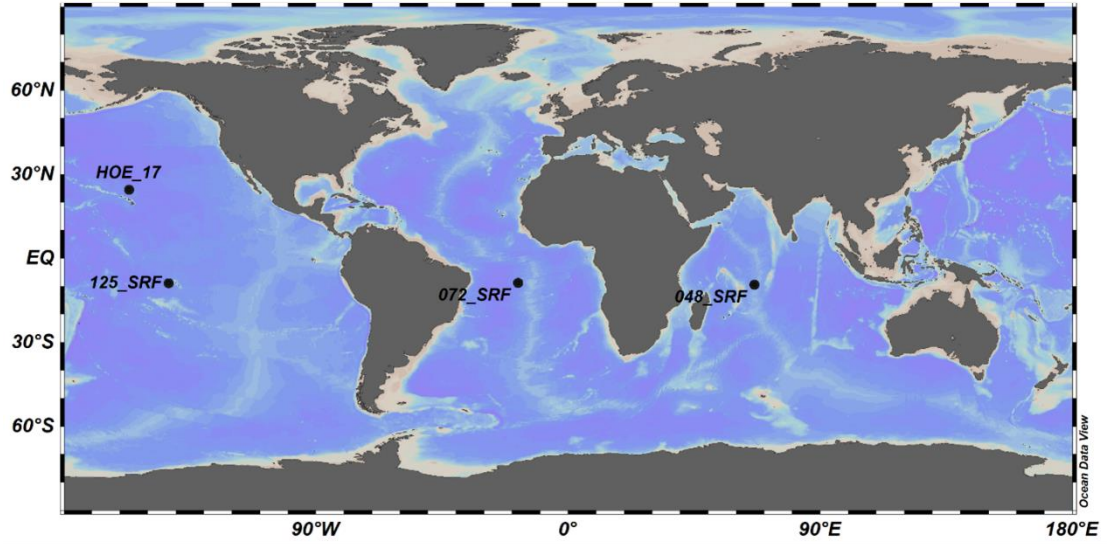 60°N
HOE_17
30°N
EQ
125_SRF
072_SRF
048_SRF
30°S
60°S
Ocean Data View
90°W
0°
90°E
180°E